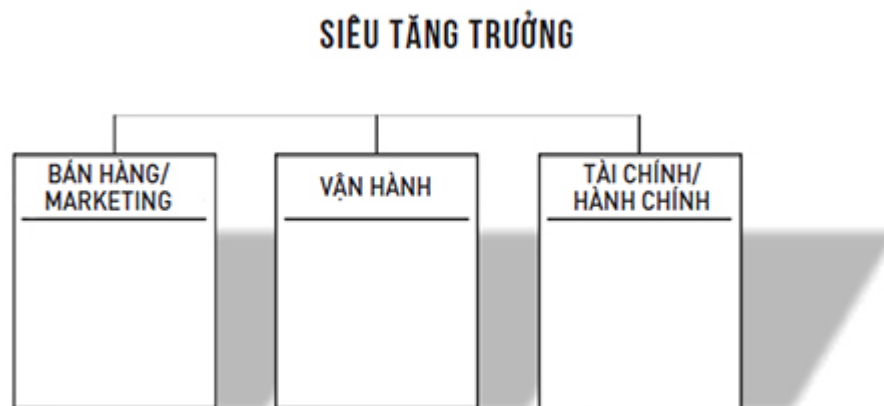 SIÊU TĂNG TRƯỞNG
BÁN HÀNG/
MARKETING
VẬN HÀNH
TÀI CHÍNH/
HÀNH CHÍNH